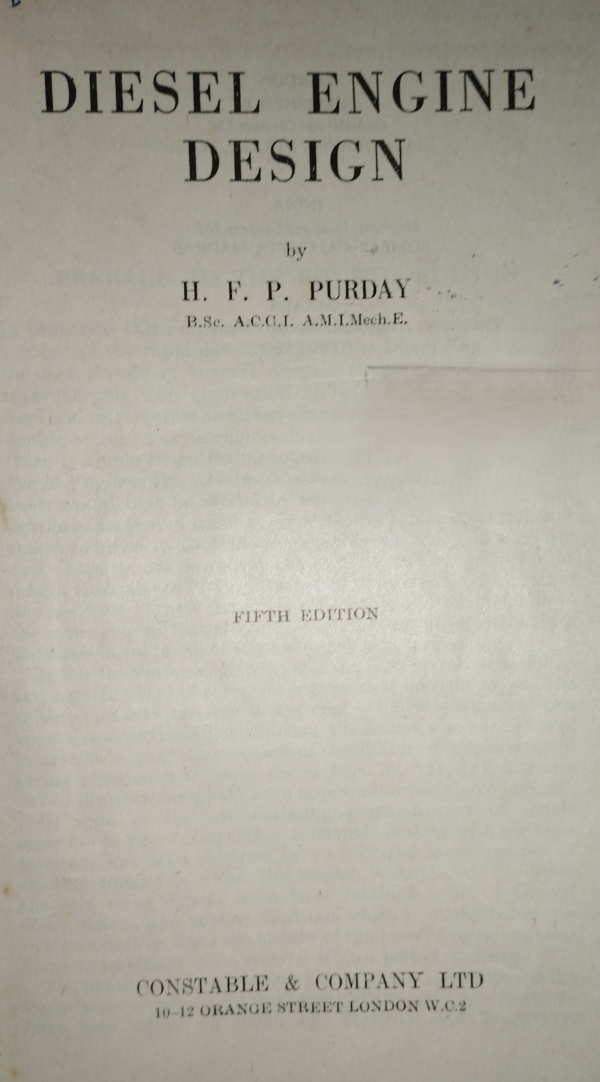 DIESEL ENGINE
DESIGN
by
H. F. P. PURDAY
B.Sc. A.C.G.I. A.M.I.Mech.E.
FIFTH EDITION
CONSTABLE & COMPANY LTD
10–12 ORANGE STREET LONDON W.C.2